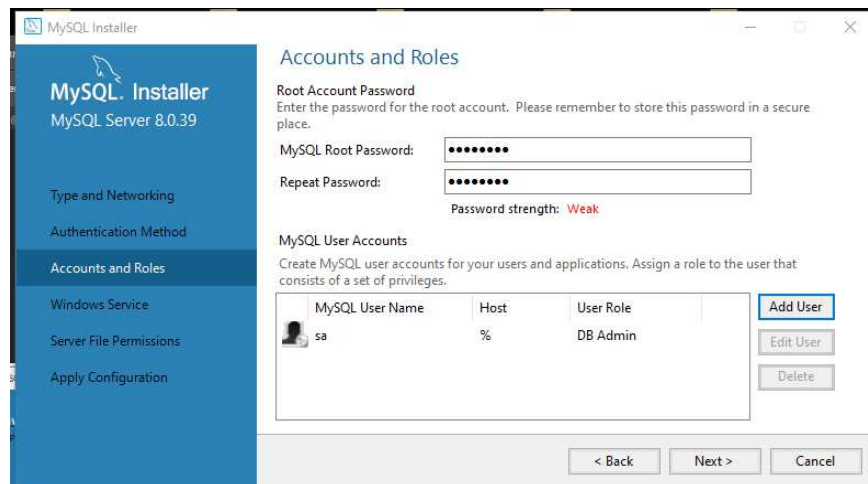 MySQL Installer
MySQL. Installer
MySQL Server 8.0.39
Type and Networking
Authentication Method
Accounts and Roles
Windows Service
Server File Permissions
Apply Configuration
Accounts and Roles
Root Account Password
Enter the password for the root account. Please remember to store this password in a secure
place.
MySQL Root Password: ●●●●●●●●
Repeat Password: ●●●●●●●●
Password strength: Weak
MySQL User Accounts
Create MySQL user accounts for your users and applications. Assign a role to the user that
consists of a set of privileges.
MySQL User Name Host User Role
sa % DB Admin
Add User
Edit User
Delete
< Back Next > Cancel